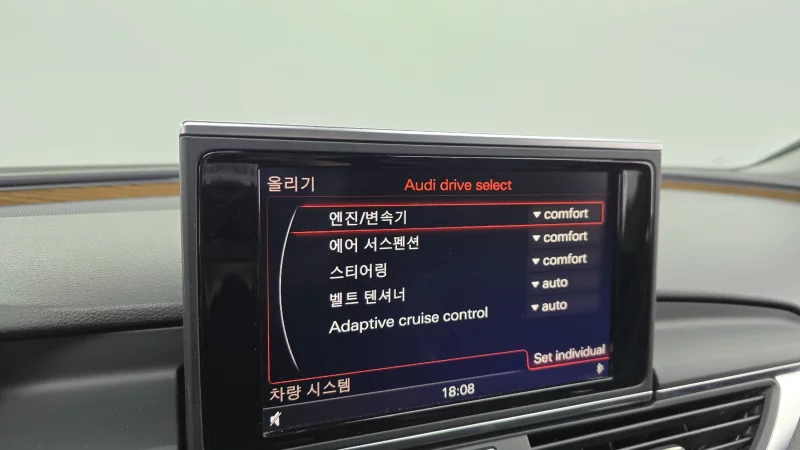 올리기 Audi drive select
엔진/변속기 comfort
에어 서스펜션 comfort
스티어링 comfort
벨트 텐셔너 auto
Adaptive cruise control auto
Set individual
차량 시스템 18:08